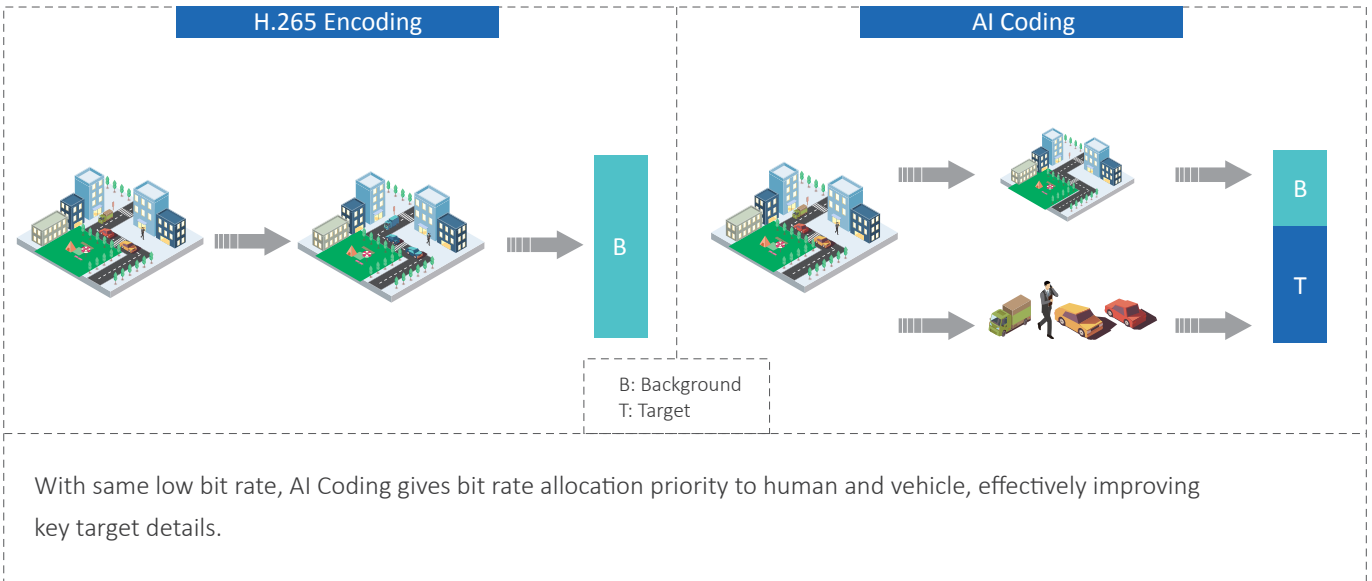 H.265 Encoding
AI Coding
B
B
T
B: Background
T: Target
With same low bit rate, AI Coding gives bit rate allocation priority to human and vehicle, effectively improving
key target details.